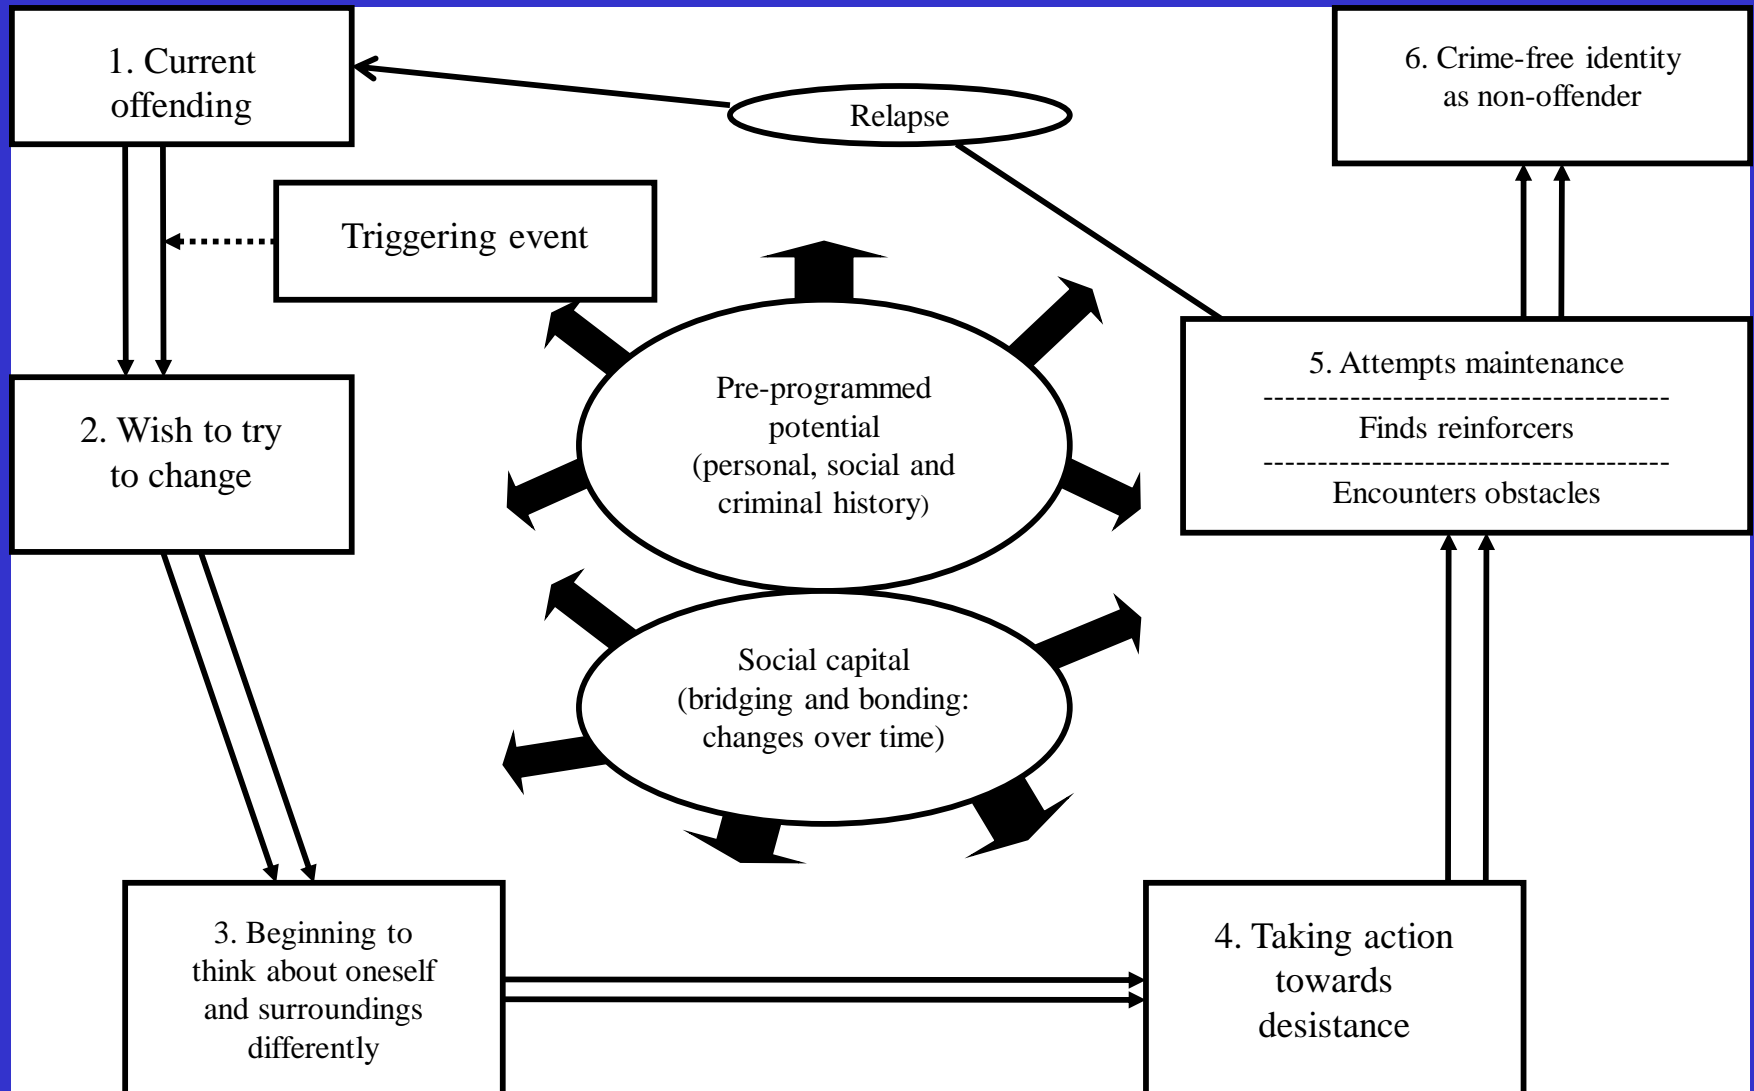 1. Current
offending
Relapse
6. Crime-free identity
as non-offender
Triggering event
2. Wish to try
to change
Pre-programmed
potential
(personal, social and
criminal history)
5. Attempts maintenance
Finds reinforcers
Encounters obstacles
Social capital
(bridging and bonding:
changes over time)
3. Beginning to
think about oneself
and surroundings
differently
4. Taking action
towards
desistance